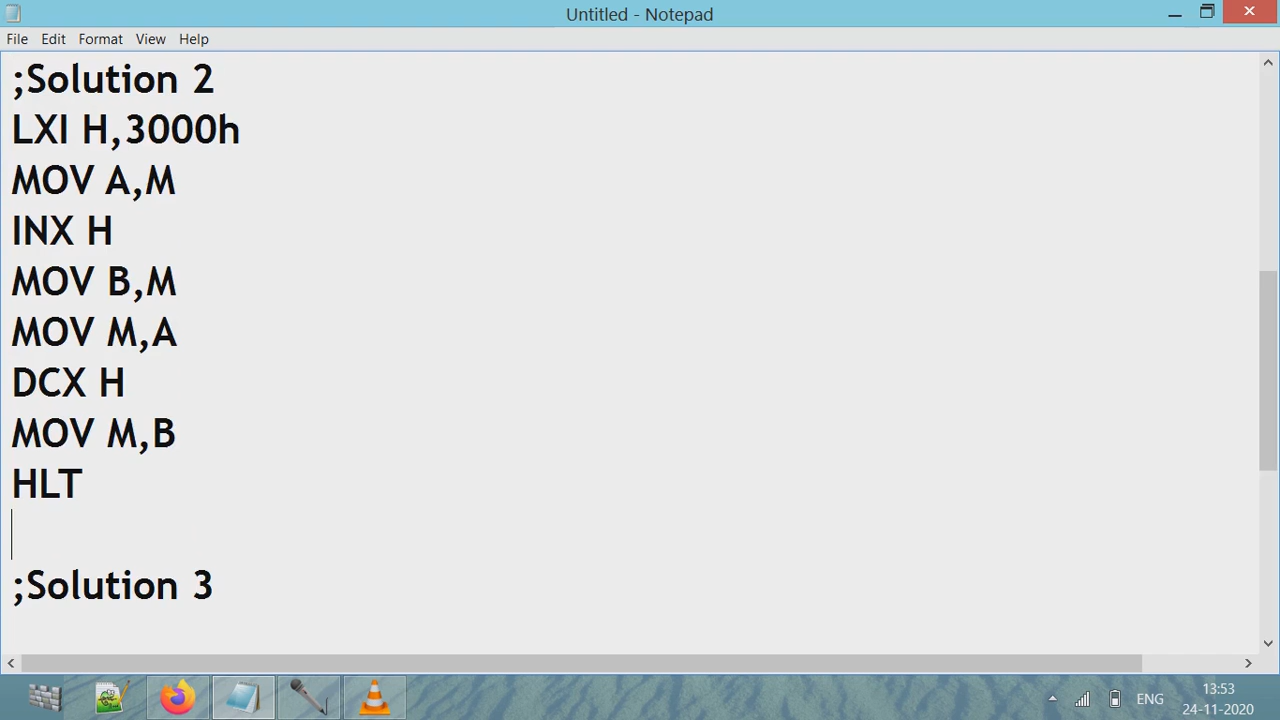 Untitled - Notepad
File Edit Format View Help
;Solution 2
LXI H,3000h
MOV A,M
INX H
MOV B,M
MOV M,A
DCX H
MOV M,B
HLT
;Solution 3
ENG
13:53
24-11-2020